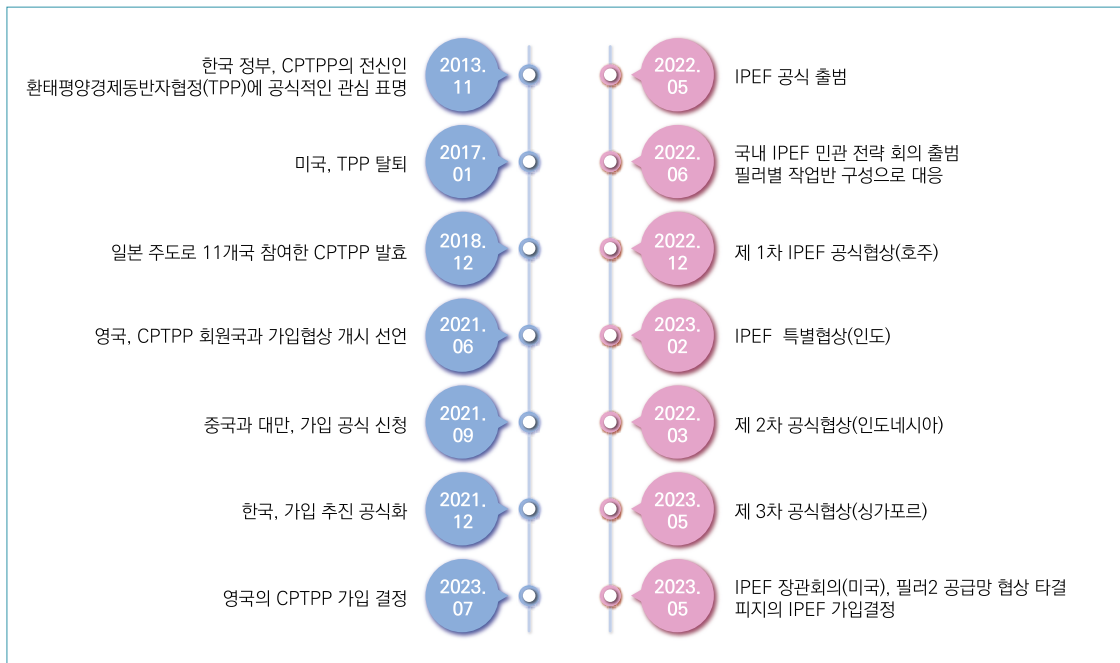 한국 정부, CPTPP의 전신인
환태평양경제동반자협정(TPP)에 공식적인 관심 표명
2013.
11
미국, TPP 탈퇴
2017.
01
일본 주도로 11개국 참여한 CPTPP 발효
2018.
12
영국, CPTPP 회원국과 가입협상 개시 선언
2021.
06
중국과 대만, 가입 공식 신청
2021.
09
한국, 가입 추진 공식화
2021.
12
영국의 CPTPP 가입 결정
2023.
07
2022.
05
IPEF 공식 출범
2022.
06
국내 IPEF 민관 전략 회의 출범
필러별 작업반 구성으로 대응
2022.
12
제 1차 IPEF 공식협상(호주)
2023.
02
IPEF 특별협상(인도)
2022.
03
제 2차 공식협상(인도네시아)
2023.
05
제 3차 공식협상(싱가포르)
2023.
05
IPEF 장관회의(미국), 필러2 공급망 협상 타결
피지의 IPEF 가입결정